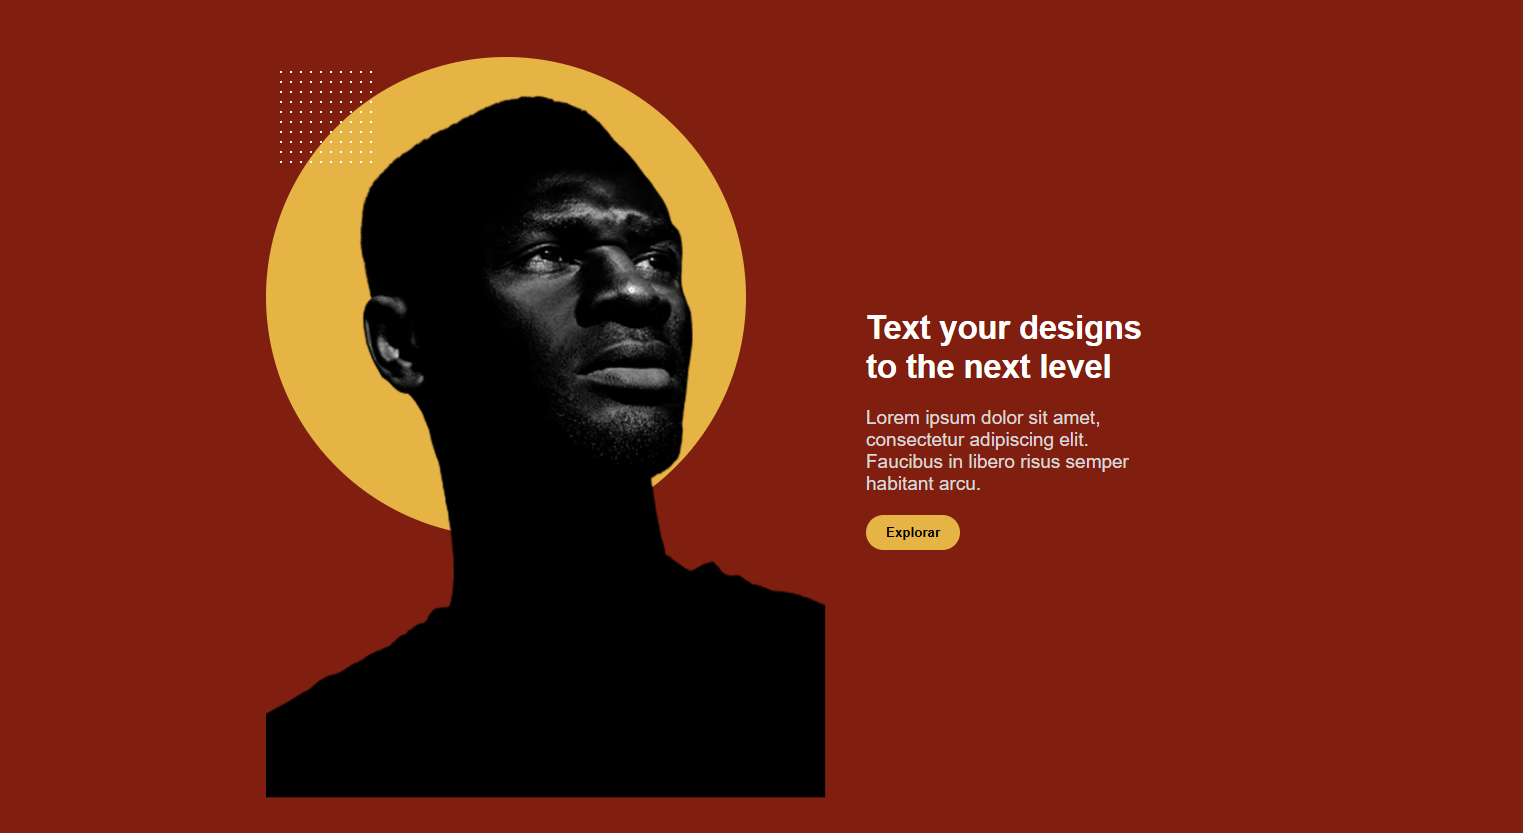 Text your designs
to the next level
Lorem ipsum dolor sit amet,
consectetur adipiscing elit.
Faucibus in libero risus semper
habitant arcu.
Explorar